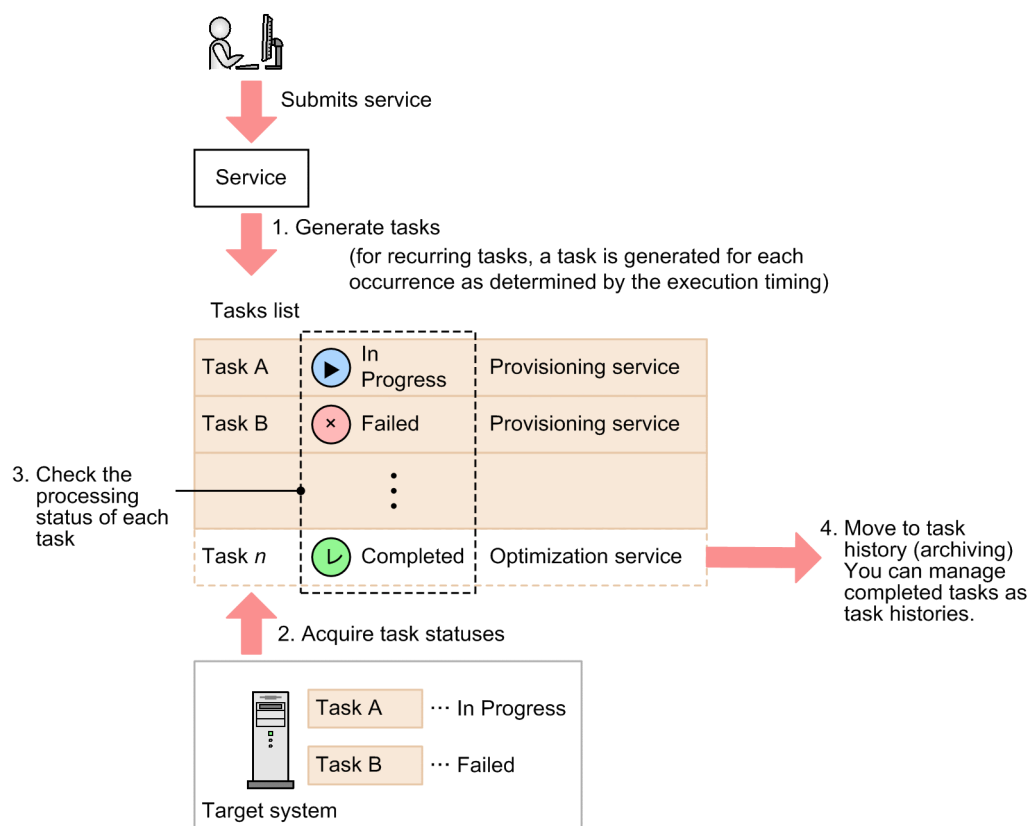 Submits service
Service
1. Generate tasks
(for recurring tasks, a task is generated for each
occurrence as determined by the execution timing)
Tasks list
Task A
In
Progress
Provisioning service
Task B
Failed
Provisioning service
3. Check the
processing
status of each
task
Task n
Completed
Optimization service
4. Move to task
history (archiving)
You can manage
completed tasks as
task histories.
2. Acquire task statuses
Task A ··· In Progress
Task B ··· Failed
Target system